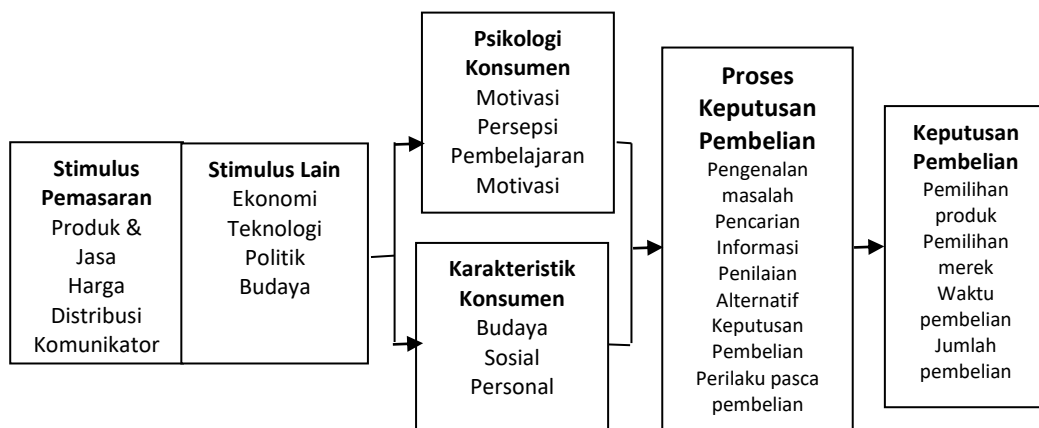 Stimulus
Pemasaran
Produk &
Jasa
Harga
Distribusi
Komunikator
Stimulus Lain
Ekonomi
Teknologi
Politik
Budaya
Psikologi
Konsumen
Motivasi
Persepsi
Pembelajaran
Motivasi
Karakteristik
Konsumen
Budaya
Sosial
Personal
Proses
Keputusan
Pembelian
Pengenalan
masalah
Pencarian
Informasi
Penilaian
Alternatif
Keputusan
Pembelian
Perilaku pasca
pembelian
Keputusan
Pembelian
Pemilihan
produk
Pemilihan
merek
Waktu
pembelian
Jumlah
pembelian